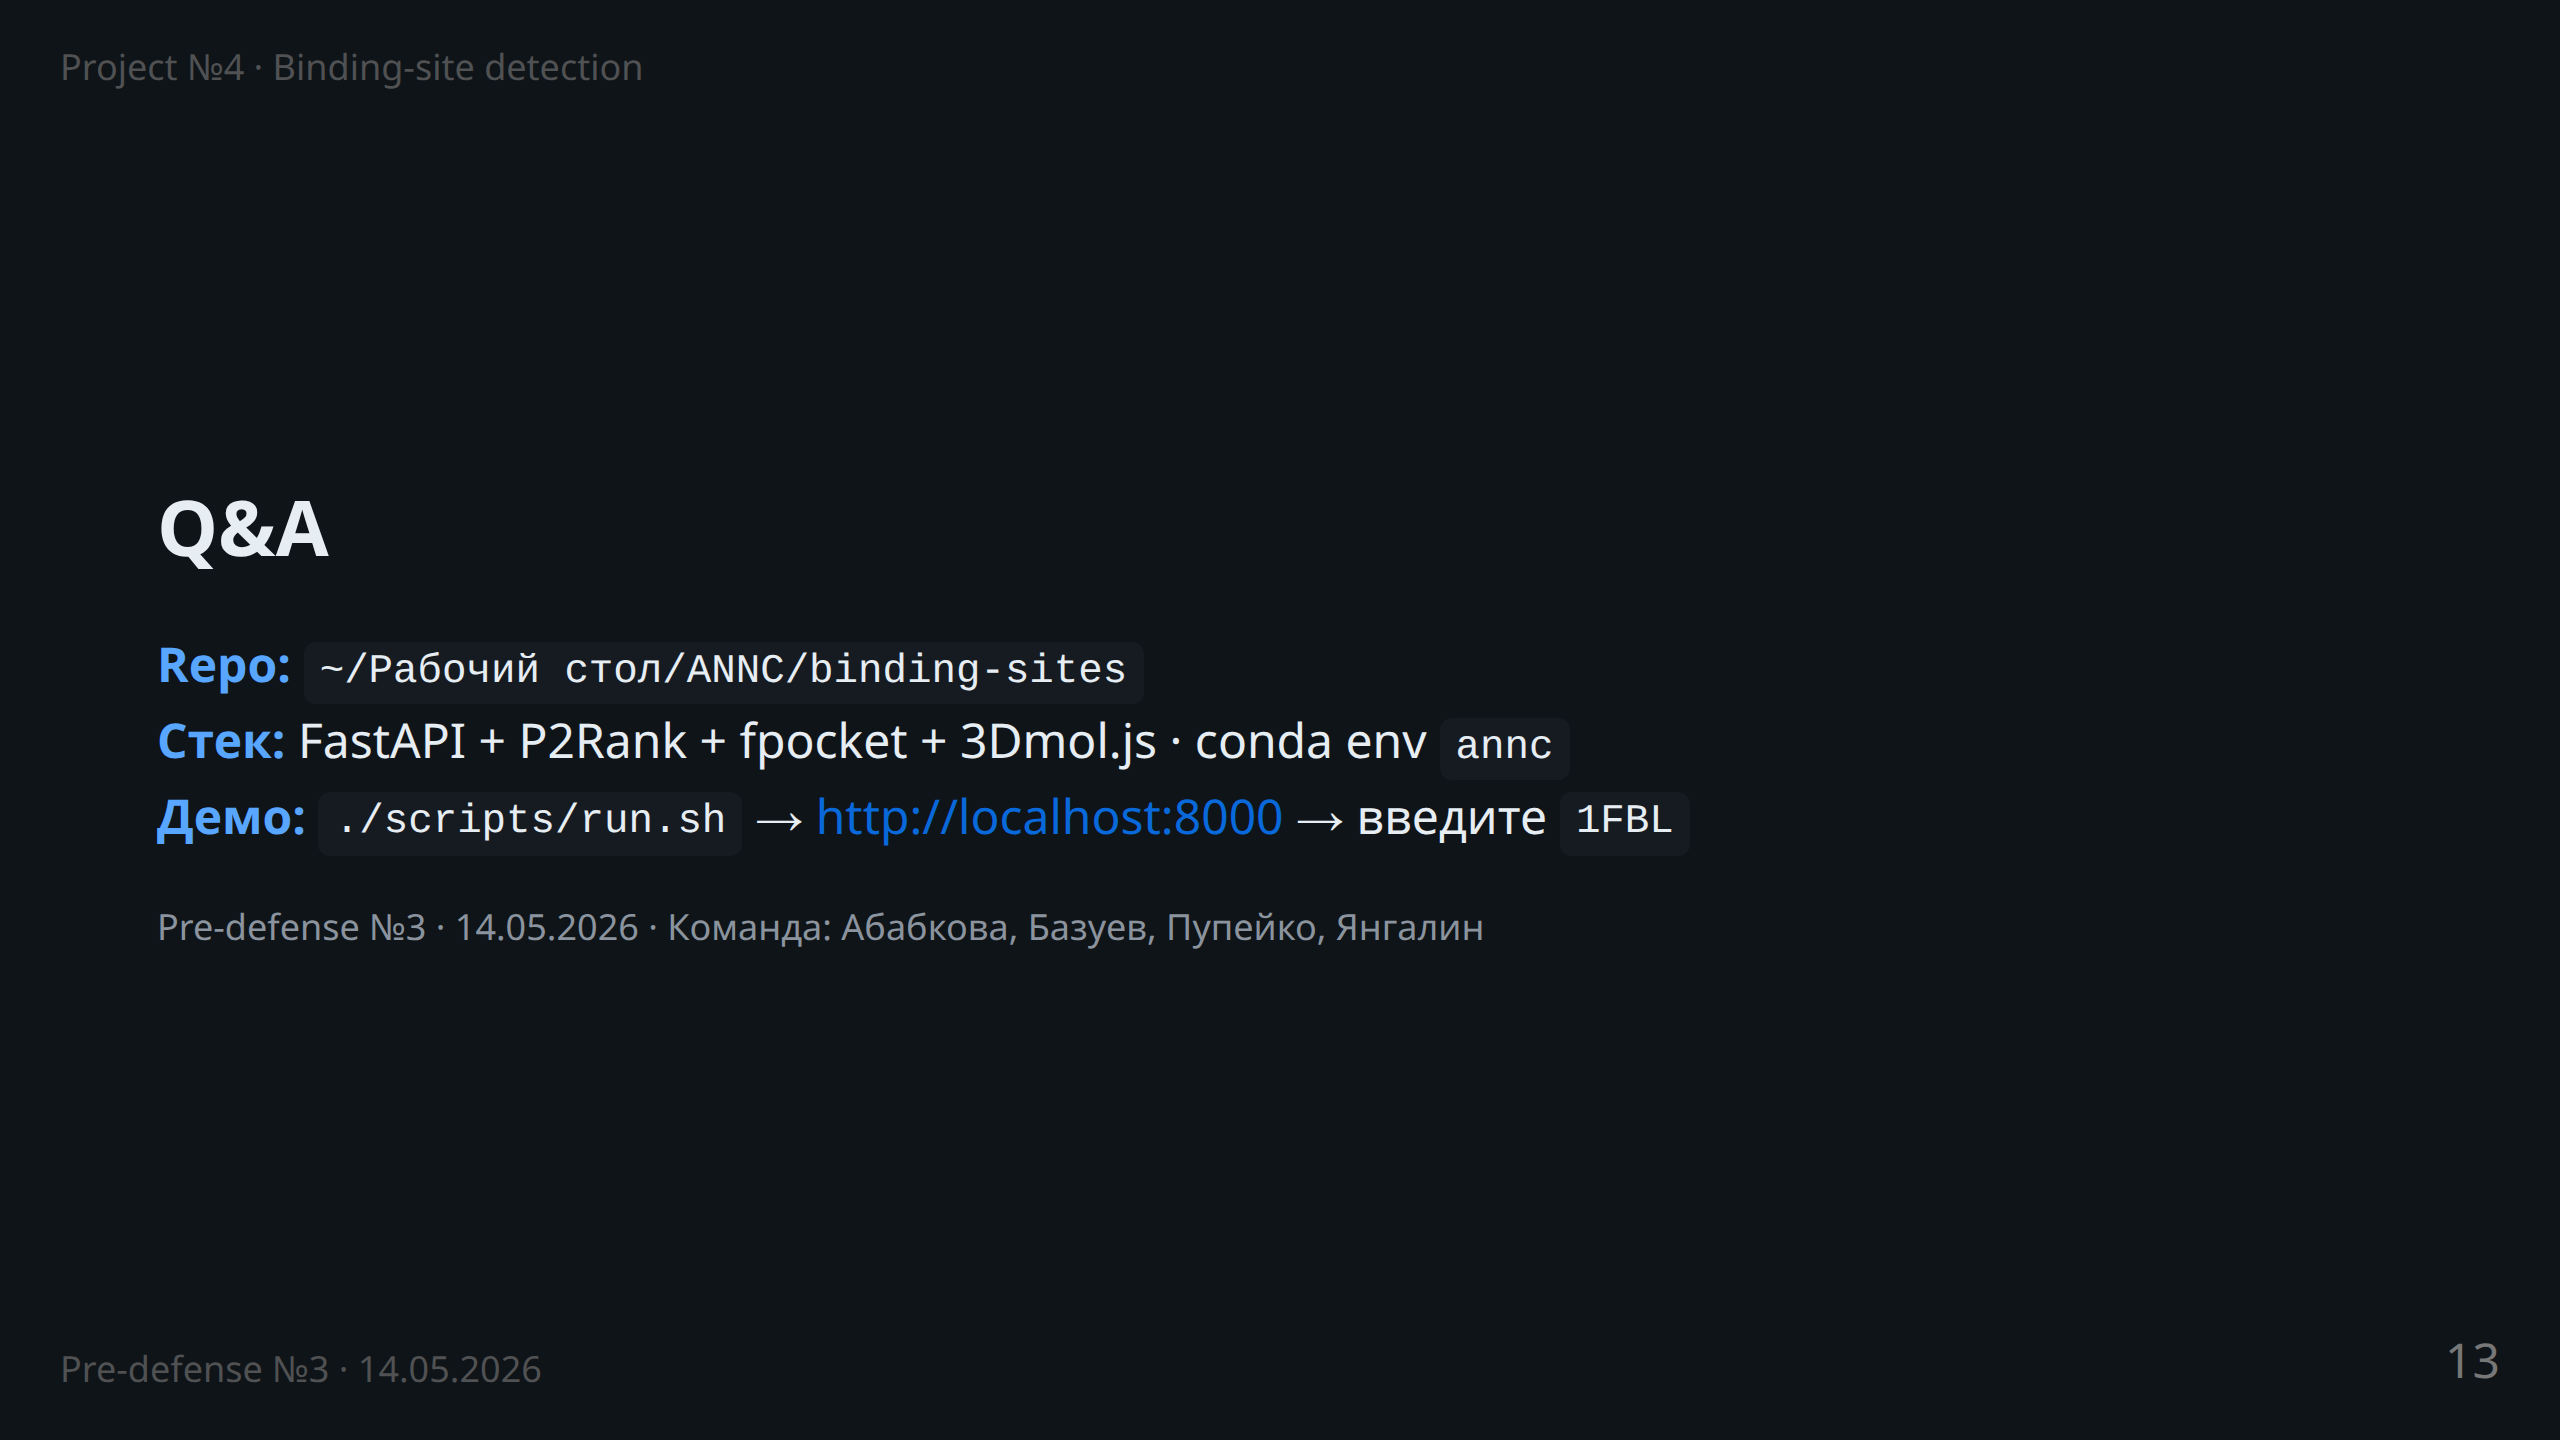 Project №4 · Binding-site detection
Q&A
Repo: ~/Рабочий стол/ANNC/binding-sites
Стек: FastAPI + P2Rank + fpocket + 3Dmol.js · conda env annc
Демо: ./scripts/run.sh → http://localhost:8000 → введите 1FBL
Pre-defense №3 · 14.05.2026 · Команда: Абабкова, Базуев, Пупейко, Янгалин
Pre-defense №3 · 14.05.2026
13